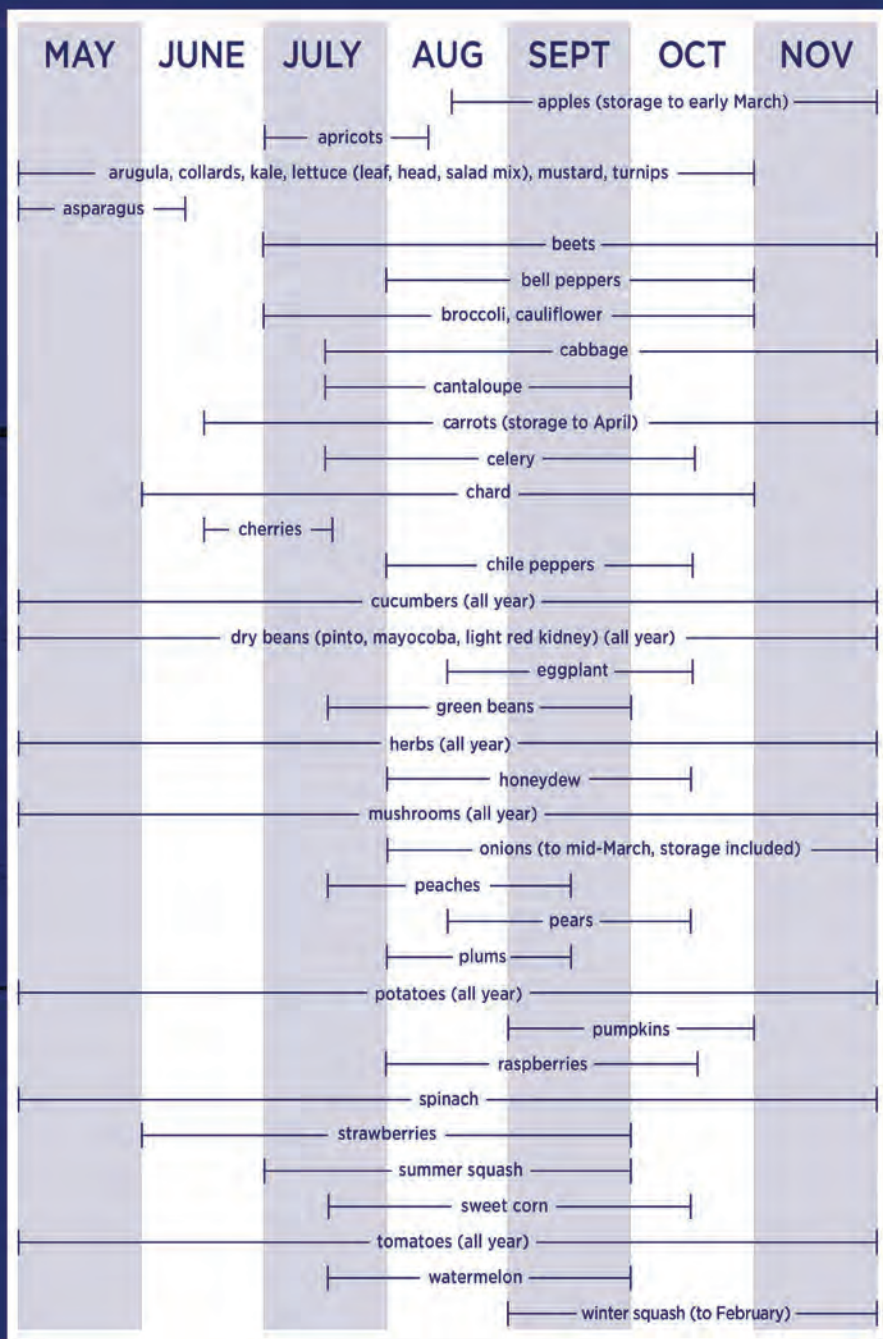 MAY JUNE JULY AUG SEPT OCT NOV
apples (storage to early March)
apricots
arugula, collards, kale, lettuce (leaf, head, salad mix), mustard, turnips
asparagus
beets
bell peppers
broccoli, cauliflower
cabbage
cantaloupe
carrots (storage to April)
celery
chard
cherries
chile peppers
cucumbers (all year)
dry beans (pinto, mayocoba, light red kidney) (all year)
eggplant
green beans
herbs (all year)
honeydew
mushrooms (all year)
onions (to mid-March, storage included)
peaches
pears
plums
potatoes (all year)
pumpkins
raspberries
spinach
strawberries
summer squash
sweet corn
tomatoes (all year)
watermelon
winter squash (to February)